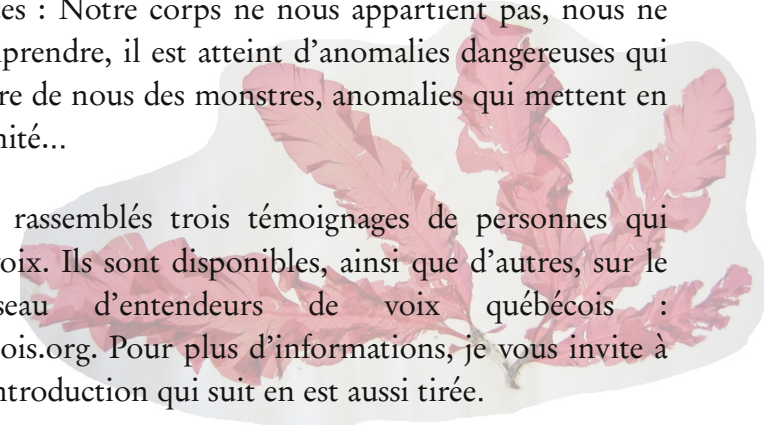 tes : Notre corps ne nous appartient pas, nous ne
prendre, il est atteint d’anomalies dangereuses qui
re de nous des monstres, anomalies qui mettent en
nité...
rassemblés trois témoignages de personnes qui
oix. Ils sont disponibles, ainsi que d’autres, sur le
seau d’entendeurs de voix québécois :
ois.org. Pour plus d’informations, je vous invite à
ntroduction qui suit en est aussi tirée.